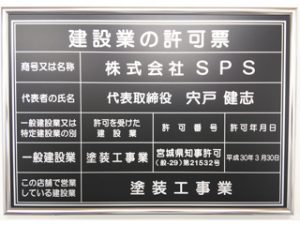 建設業の許可票
商号又は名称 株式会社 ＳＰＳ
代表者の氏名 代表取締役 宍戸 健志
一般建設業又は
特定建設業の別
許可を受けた
建設業
許可番号 許可年月日
一般建設業 塗装工事業
宮城県知事許可
(般-29)第21532号
平成30年3月30日
この店舗で営業
している建設業
塗装工事業